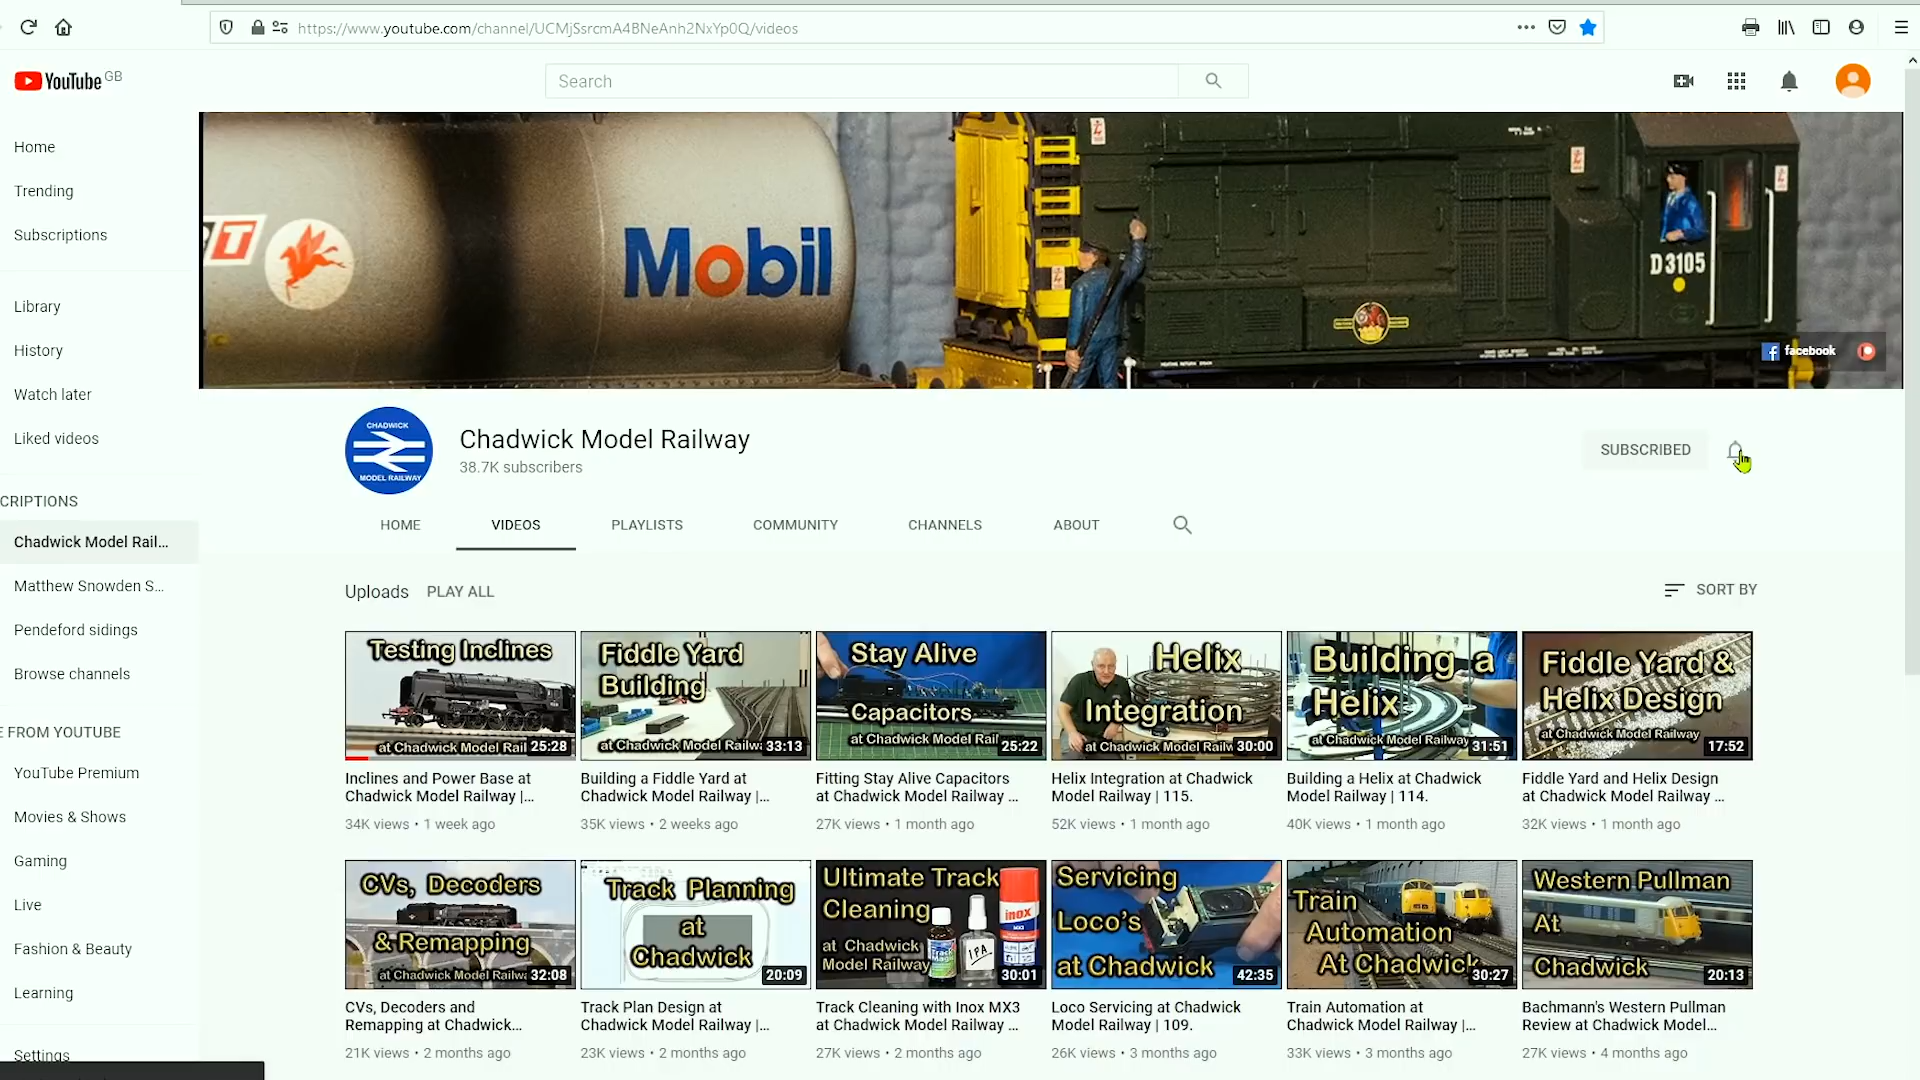 https://www.youtube.com/channel/UCMjSsrcmA4BNeAnh2NxYp0Q/videos
YouTube GB
Search
Home
Trending
Subscriptions
Library
History
Watch later
Liked videos
CRIPTIONS
Chadwick Model Rail...
Matthew Snowden S...
Pendeford sidings
Browse channels
E FROM YOUTUBE
YouTube Premium
Movies & Shows
Gaming
Live
Fashion & Beauty
Learning
Settings
T
Mobil
D3105
facebook
CHADWICK
MODEL RAILWAY
Chadwick Model Railway
38.7K subscribers
SUBSCRIBED
HOME VIDEOS PLAYLISTS COMMUNITY CHANNELS ABOUT
Uploads PLAY ALL
SORT BY
Testing Inclines
at Chadwick Model Rail
25:28
Inclines and Power Base at
Chadwick Model Railway |...
34K views • 1 week ago
Fiddle Yard
Building
at Chadwick Model Railwa
33:13
Building a Fiddle Yard at
Chadwick Model Railway |...
35K views • 2 weeks ago
Stay Alive
Capacitors
at Chadwick Model Rail
25:22
Fitting Stay Alive Capacitors
at Chadwick Model Railway ...
27K views • 1 month ago
Helix
Integration
at Chadwick Model Railw
30:00
Helix Integration at Chadwick
Model Railway | 115.
52K views • 1 month ago
Building a
Helix
at Chadwick Model Railway
31:51
Building a Helix at Chadwick
Model Railway | 114.
40K views • 1 month ago
Fiddle Yard &
Helix Design
at Chadwick Model Railway
17:52
Fiddle Yard and Helix Design
at Chadwick Model Railway ...
32K views • 1 month ago
CVs, Decoders
& Remapping
at Chadwick Model Railwa
32:08
CVs, Decoders and
Remapping at Chadwick...
21K views • 2 months ago
Track Planning
at
Chadwick
20:09
Track Plan Design at
Chadwick Model Railway |...
23K views • 2 months ago
Ultimate Track
Cleaning
at Chadwick
Model Railway
inox
MX3
IPA
30:01
Track Cleaning with Inox MX3
at Chadwick Model Railway ...
27K views • 2 months ago
Servicing
Loco's
at Chadwick
42:35
Loco Servicing at Chadwick
Model Railway | 109.
26K views • 3 months ago
Train
Automation
At Chadwick
30:27
Train Automation at
Chadwick Model Railway |...
33K views • 3 months ago
Western Pullman
At
Chadwick
20:13
Bachmann's Western Pullman
Review at Chadwick Model...
27K views • 4 months ago